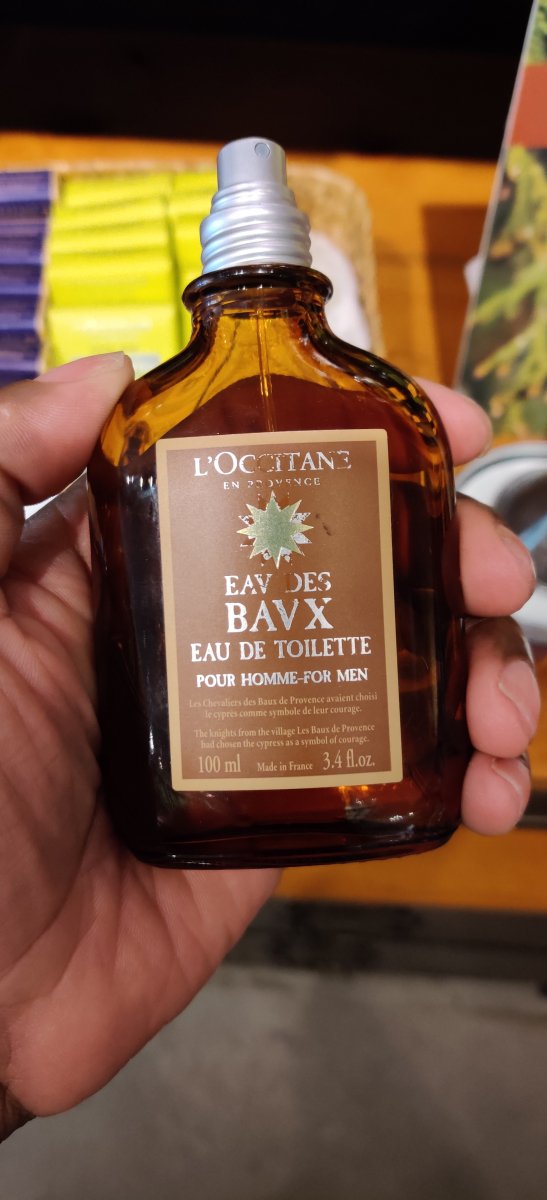 L'OCCITANE
EN PROVENCE
EAV DES
BAVX
EAU DE TOILETTE
POUR HOMME-FOR MEN
Les Chevaliers des Baux de Provence avaient choisi
le cyprès comme symbole de leur courage.
The knights from the village Les Baux de Provence
had chosen the cypress as a symbol of courage.
100 ml Made in France 3.4 fl.oz.